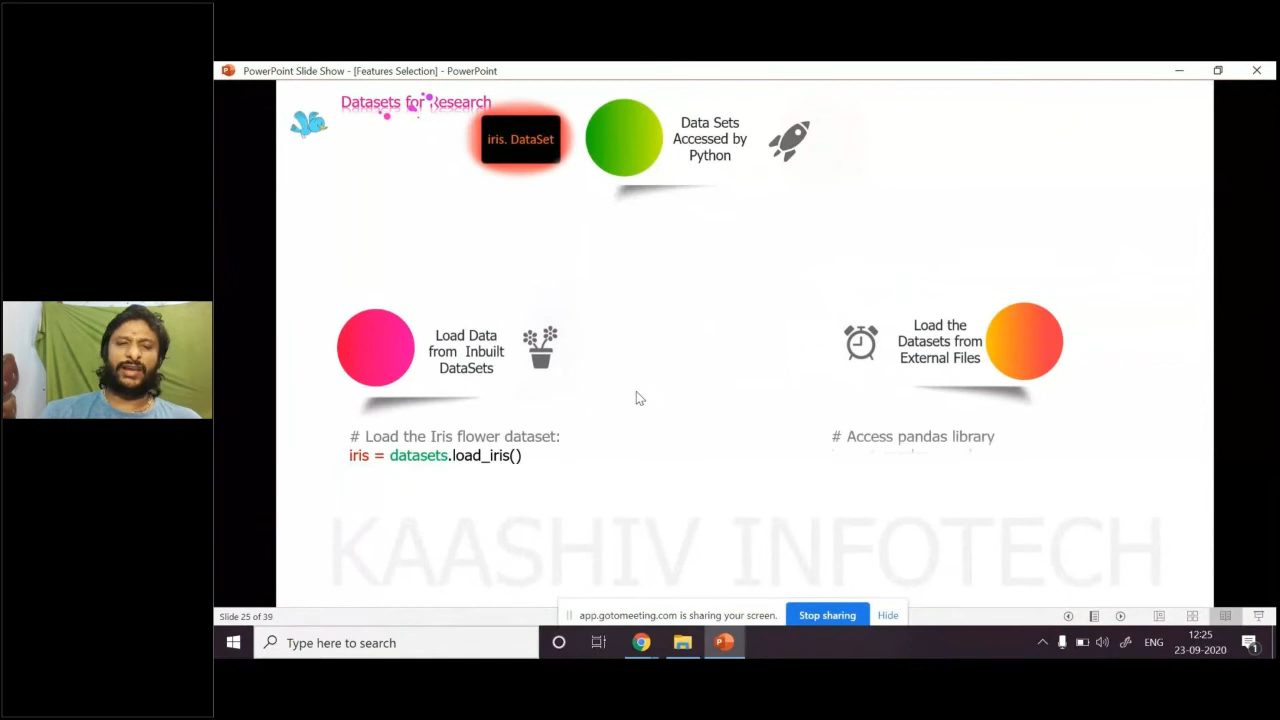 PowerPoint Slide Show - [Features Selection] - PowerPoint
Datasets for Research
iris. DataSet
Data Sets
Accessed by
Python
Load Data
from Inbuilt
DataSets
Load the
Datasets from
External Files
# Load the Iris flower dataset:
iris = datasets.load_iris()
# Access pandas library
KAASHIV INFOTECH
app.gotomeeting.com is sharing your screen.
Stop sharing
Hide
Slide 25 of 39
Type here to search
ENG
12:25
23-09-2020
1